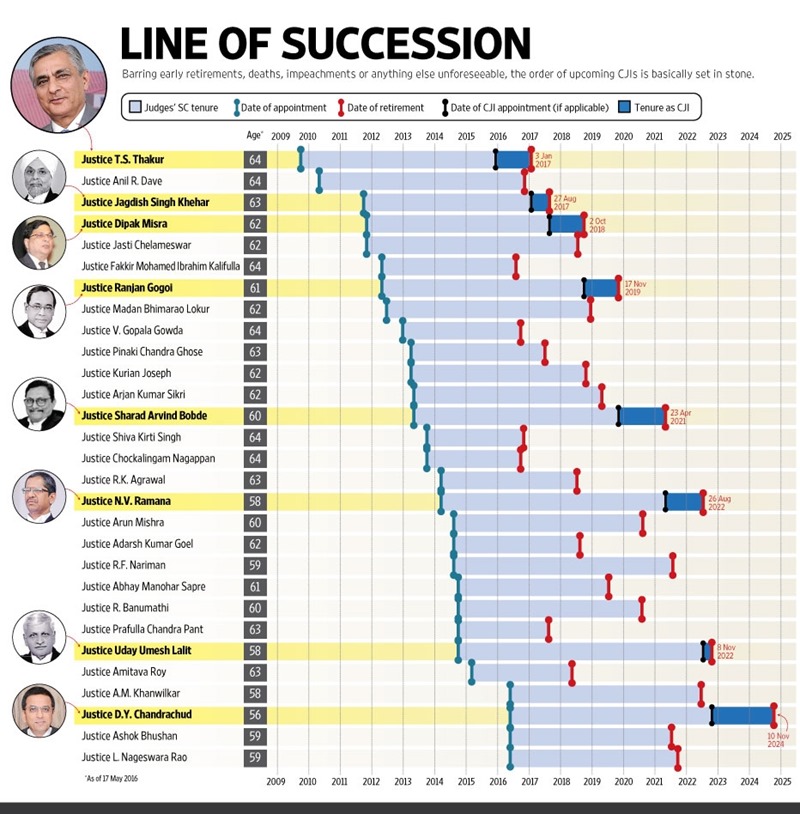 LINE OF SUCCESSION
Barring early retirements, deaths, impeachments or anything else unforeseeable, the order of upcoming CJIs is basically set in stone.
Judges' SC tenure Date of appointment Date of retirement Date of CJI appointment (if applicable) Tenure as CJI
Age* 2009 2010 2011 2012 2013 2014 2015 2016 2017 2018 2019 2020 2021 2022 2023 2024 2025
Justice T.S. Thakur 64 3 Jan
2017
Justice Anil R. Dave 64
Justice Jagdish Singh Khehar 63 27 Aug
2017
Justice Dipak Misra 62 2 Oct
2018
Justice Jasti Chelameswar 62
Justice Fakkir Mohamed Ibrahim Kalifulla 64
Justice Ranjan Gogoi 61 17 Nov
2019
Justice Madan Bhimarao Lokur 62
Justice V. Gopala Gowda 64
Justice Pinaki Chandra Ghose 63
Justice Kurian Joseph 62
Justice Arjan Kumar Sikri 62
Justice Sharad Arvind Bobde 60 23 Apr
2021
Justice Shiva Kirti Singh 64
Justice Chockalingam Nagappan 64
Justice R.K. Agrawal 63
Justice N.V. Ramana 58 26 Aug
2022
Justice Arun Mishra 60
Justice Adarsh Kumar Goel 62
Justice R.F. Nariman 59
Justice Abhay Manohar Sapre 61
Justice R. Banumathi 60
Justice Prafulla Chandra Pant 63
Justice Uday Umesh Lalit 58 8 Nov
2022
Justice Amitava Roy 63
Justice A.M. Khanwilkar 58
Justice D.Y. Chandrachud 56
Justice Ashok Bhushan 59 10 Nov
2024
Justice L. Nageswara Rao 59
*As of 17 May 2016 2009 2010 2011 2012 2013 2014 2015 2016 2017 2018 2019 2020 2021 2022 2023 2024 2025